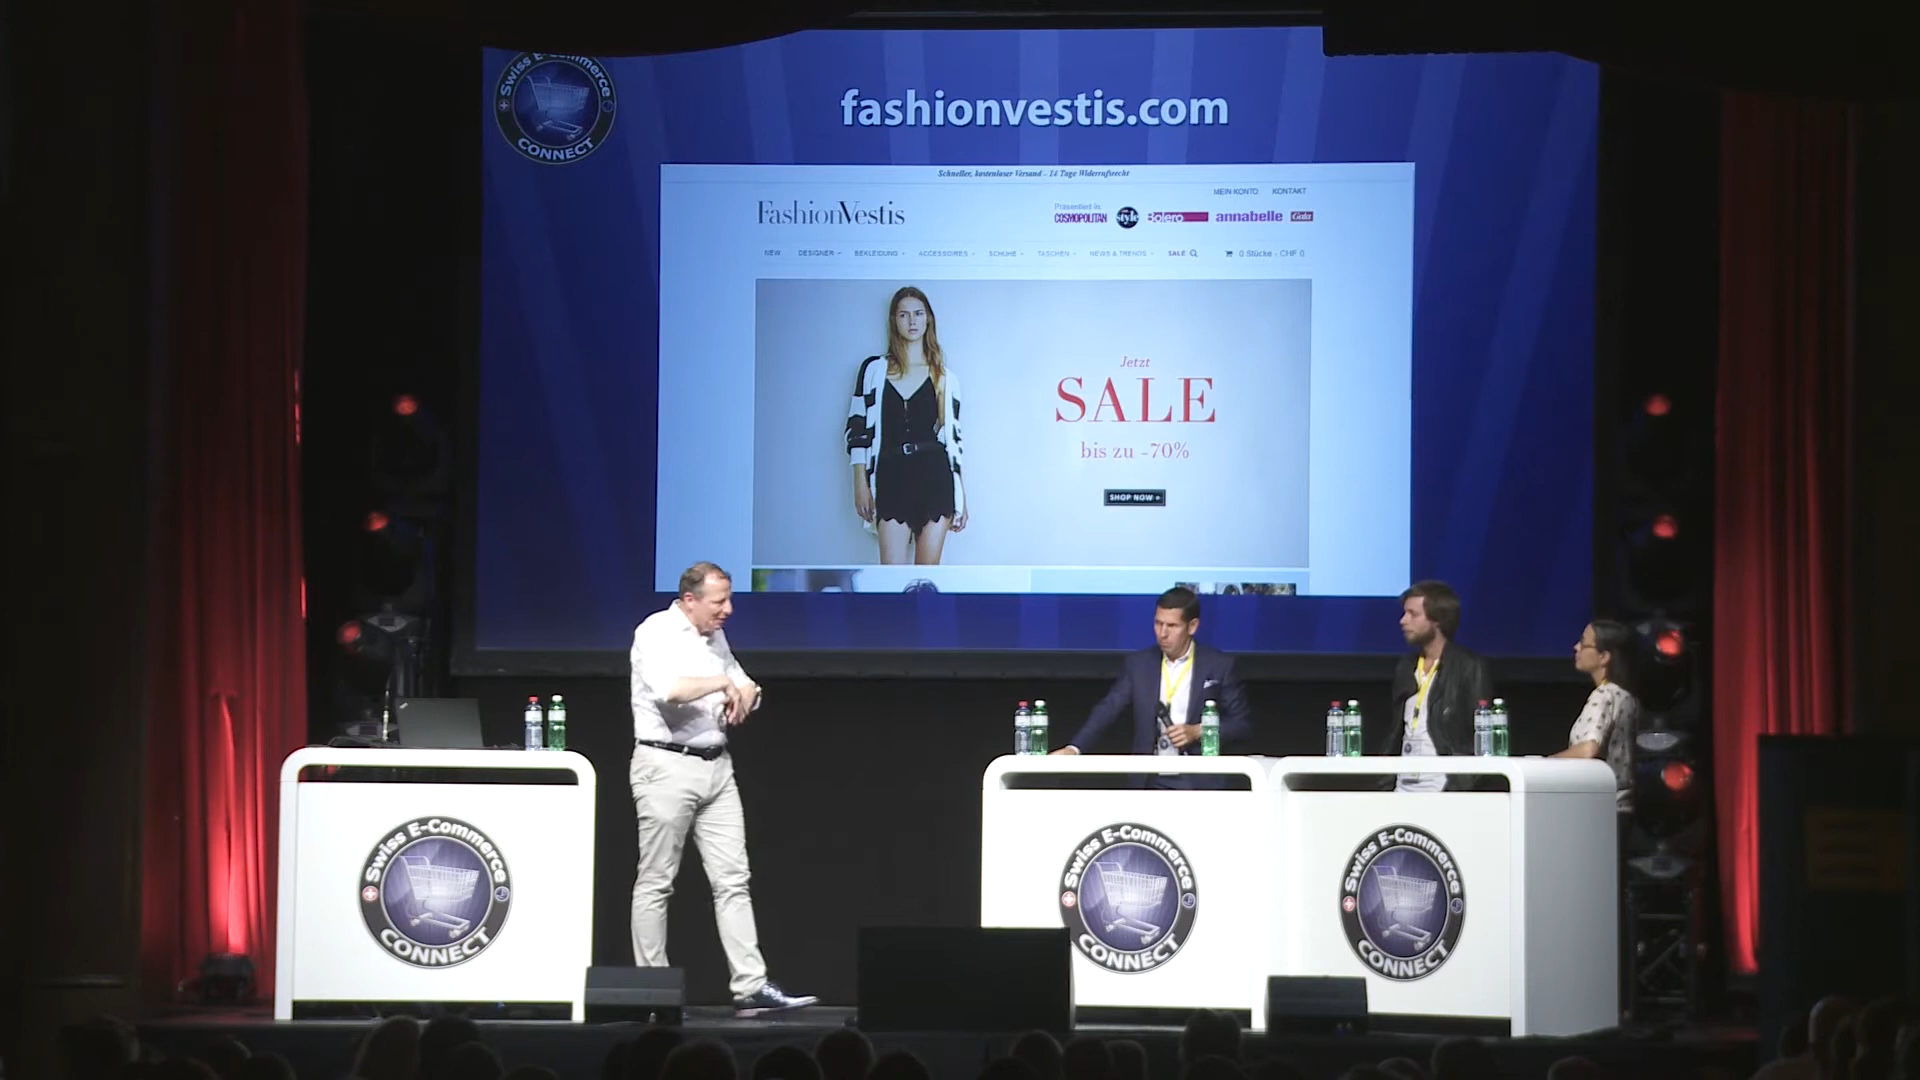 Swiss E-Commerce
CONNECT
fashionvestis.com
Schneller, kostenloser Versand - 14 Tage Widerrufsrecht
MEIN KONTO KONTAKT
FashionVestis
Präsentiert in:
COSMOPOLITAN style Bolero annabelle Gala
NEW DESIGNER BEKLEIDUNG ACCESSOIRES SCHUHE TASCHEN NEWS & TRENDS SALE 0 Stücke - CHF 0
Jetzt
SALE
bis zu -70%
SHOP NOW »
Swiss E-Commerce
CONNECT
Swiss E-Commerce
CONNECT
Swiss E-Commerce
CONNECT